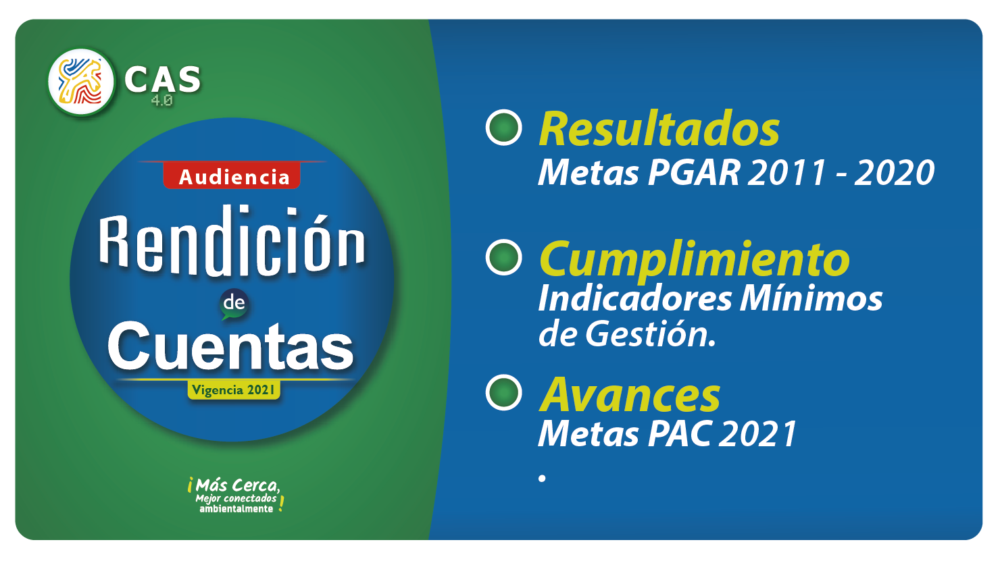 CAS
4.0
Audiencia
Rendición
de
Cuentas
Vigencia 2021
¡Más Cerca,
Mejor conectados
ambientalmente!
Resultados
Metas PGAR 2011 - 2020
Cumplimiento
Indicadores Mínimos
de Gestión.
Avances
Metas PAC 2021
.